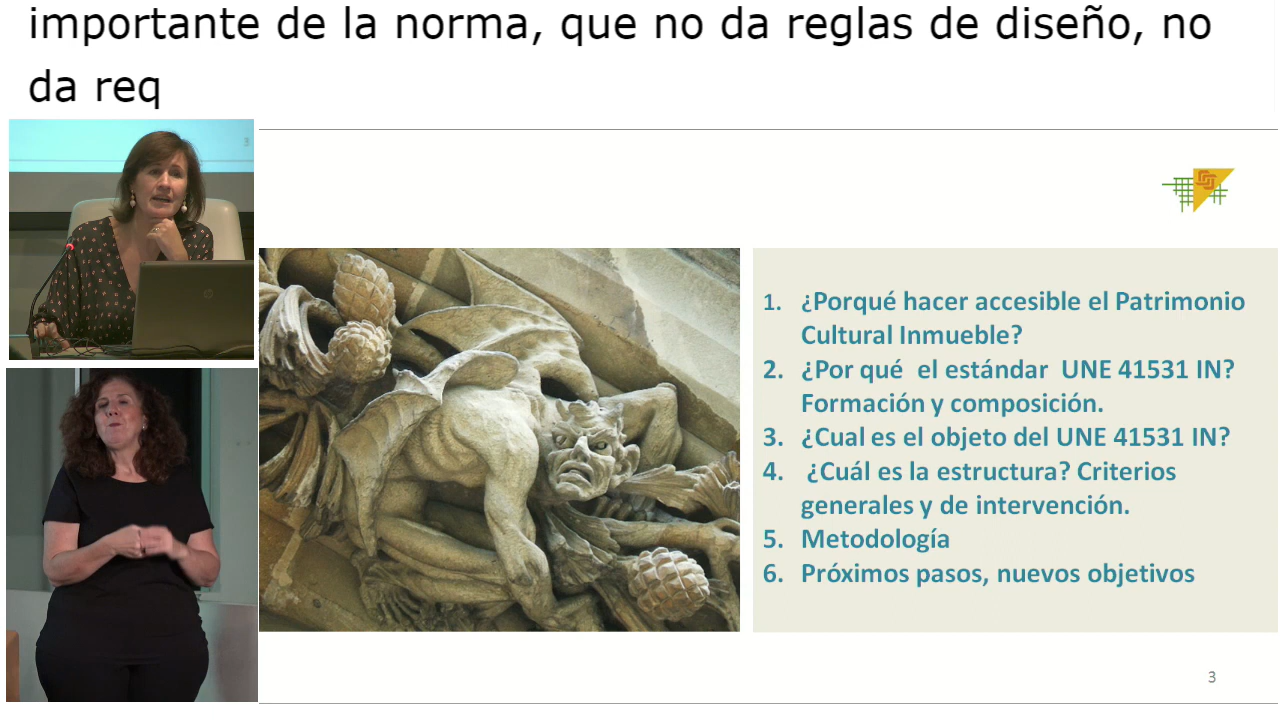 importante de la norma, que no da reglas de diseño, no
da req
1. ¿Porqué hacer accesible el Patrimonio
Cultural Inmueble?
2. ¿Por qué el estándar UNE 41531 IN?
Formación y composición.
3. ¿Cual es el objeto del UNE 41531 IN?
4. ¿Cuál es la estructura? Criterios
generales y de intervención.
5. Metodología
6. Próximos pasos, nuevos objetivos
3